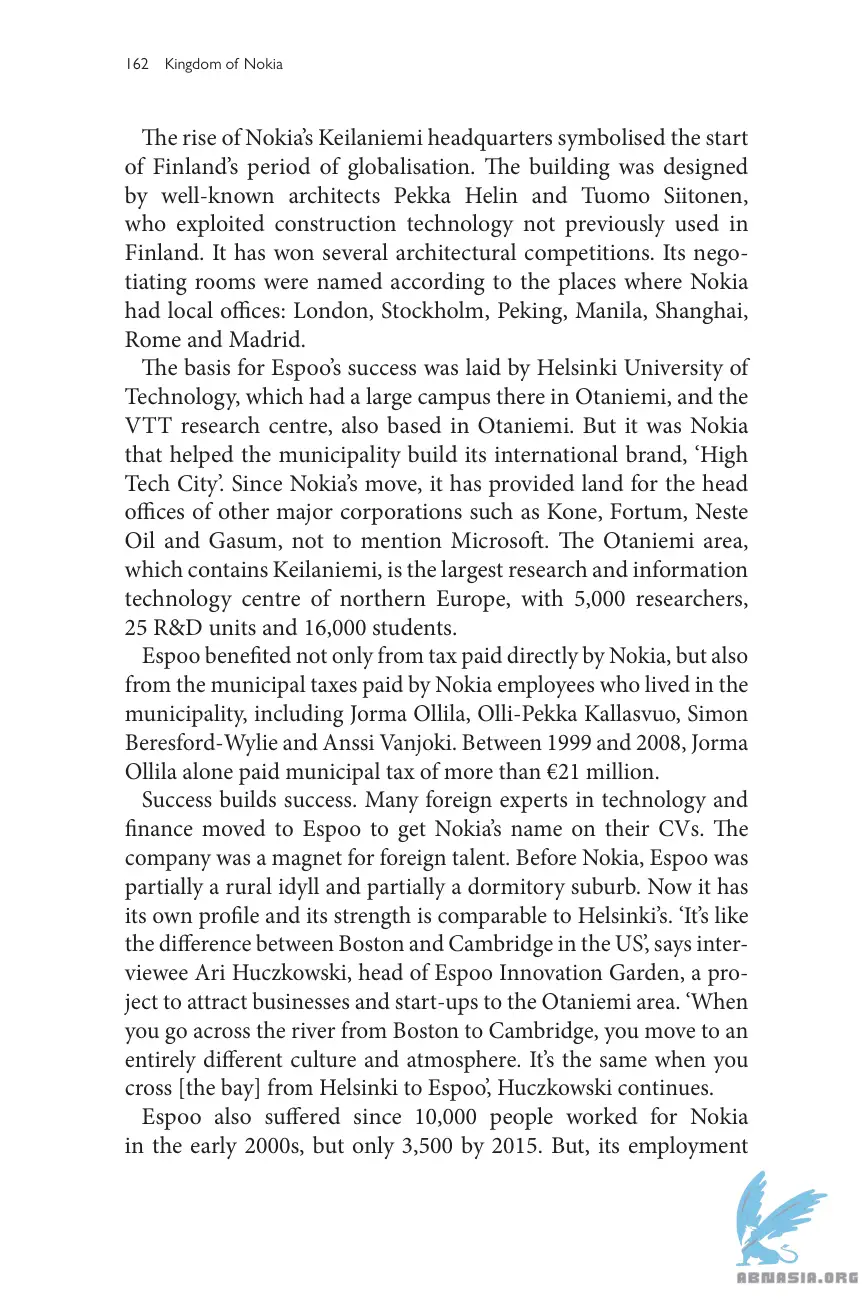 162 Kingdom of Nokia
The rise of Nokia’s Keilaniemi headquarters symbolised the start
of Finland’s period of globalisation. The building was designed
by well-known architects Pekka Helin and Tuomo Siitonen,
who exploited construction technology not previously used in
Finland. It has won several architectural competitions. Its nego-
tiating rooms were named according to the places where Nokia
had local offices: London, Stockholm, Peking, Manila, Shanghai,
Rome and Madrid.
The basis for Espoo’s success was laid by Helsinki University of
Technology, which had a large campus there in Otaniemi, and the
VTT research centre, also based in Otaniemi. But it was Nokia
that helped the municipality build its international brand, ‘High
Tech City’. Since Nokia’s move, it has provided land for the head
offices of other major corporations such as Kone, Fortum, Neste
Oil and Gasum, not to mention Microsoft. The Otaniemi area,
which contains Keilaniemi, is the largest research and information
technology centre of northern Europe, with 5,000 researchers,
25 R&D units and 16,000 students.
Espoo benefited not only from tax paid directly by Nokia, but also
from the municipal taxes paid by Nokia employees who lived in the
municipality, including Jorma Ollila, Olli-Pekka Kallasvuo, Simon
Beresford-Wylie and Anssi Vanjoki. Between 1999 and 2008, Jorma
Ollila alone paid municipal tax of more than €21 million.
Success builds success. Many foreign experts in technology and
finance moved to Espoo to get Nokia’s name on their CVs. The
company was a magnet for foreign talent. Before Nokia, Espoo was
partially a rural idyll and partially a dormitory suburb. Now it has
its own profile and its strength is comparable to Helsinki’s. ‘It’s like
the difference between Boston and Cambridge in the US’, says inter-
viewee Ari Huczkowski, head of Espoo Innovation Garden, a pro-
ject to attract businesses and start-ups to the Otaniemi area. ‘When
you go across the river from Boston to Cambridge, you move to an
entirely different culture and atmosphere. It’s the same when you
cross [the bay] from Helsinki to Espoo’, Huczkowski continues.
Espoo also suffered since 10,000 people worked for Nokia
in the early 2000s, but only 3,500 by 2015. But, its employment
ABNASIA.ORG